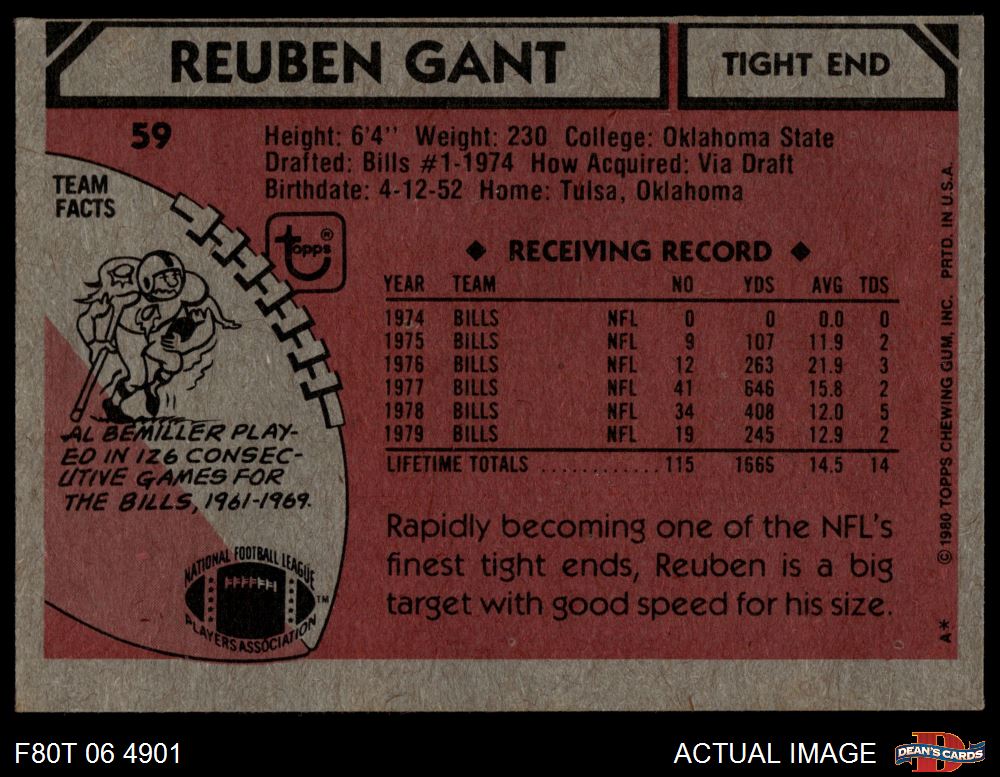 REUBEN GANT
TIGHT END
59
Height: 6'4'' Weight: 230 College: Oklahoma State
Drafted: Bills #1-1974 How Acquired: Via Draft
Birthdate: 4-12-52 Home: Tulsa, Oklahoma
TEAM
FACTS
topps®
◆ RECEIVING RECORD ◆
YEAR TEAM NO YDS AVG TDS
1974 BILLS NFL 0 0 0.0 0
1975 BILLS NFL 9 107 11.9 2
1976 BILLS NFL 12 263 21.9 3
1977 BILLS NFL 41 646 15.8 2
1978 BILLS NFL 34 408 12.0 5
1979 BILLS NFL 19 245 12.9 2
LIFETIME TOTALS ............ 115 1669 14.5 14
AL BEMILLER PLAY-
ED IN 126 CONSEC-
UTIVE GAMES FOR
THE BILLS, 1961-1969.
Rapidly becoming one of the NFL's
finest tight ends, Reuben is a big
target with good speed for his size.
NATIONAL FOOTBALL LEAGUE
PLAYERS ASSOCIATION
TM
A* © 1980 TOPPS CHEWING GUM, INC. PRTD. IN U.S.A.
F80T 06 4901
ACTUAL IMAGE
D
DEAN'S CARDS